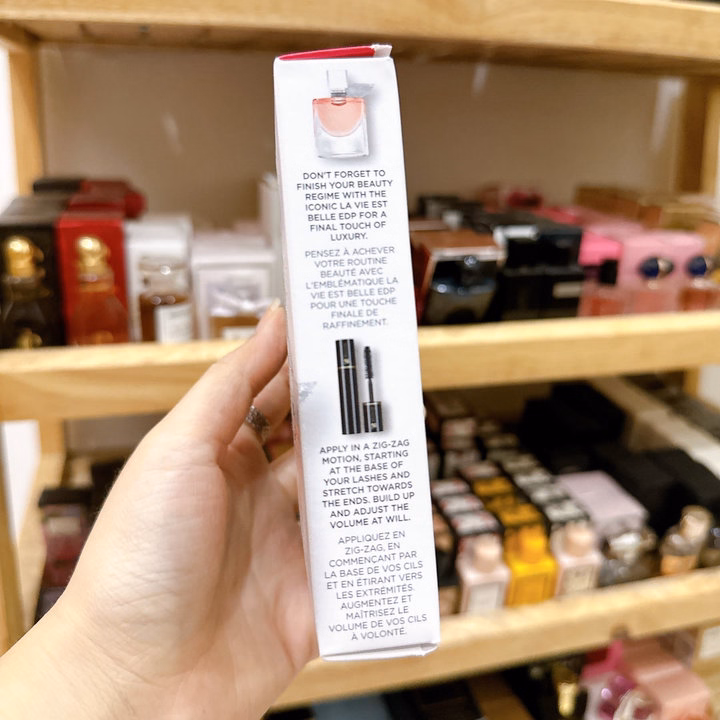 DON'T FORGET TO
FINISH YOUR BEAUTY
REGIME WITH THE
ICONIC LA VIE EST
BELLE EDP FOR A
FINAL TOUCH OF
LUXURY.
PENSEZ À ACHEVER
VOTRE ROUTINE
BEAUTÉ AVEC
L'EMBLÉMATIQUE LA
VIE EST BELLE EDP
POUR UNE TOUCHE
FINALE DE
RAFFINEMENT.
APPLY IN A ZIG-ZAG
MOTION, STARTING
AT THE BASE OF
YOUR LASHES AND
STRETCH TOWARDS
THE ENDS. BUILD UP
AND ADJUST THE
VOLUME AT WILL.
APPLIQUEZ EN
ZIG-ZAG, EN
COMMENÇANT PAR
LA BASE DE VOS CILS
ET EN ÉTIRANT VERS
LES EXTRÉMITÉS.
AUGMENTEZ ET
MAÎTRISEZ LE
VOLUME DE VOS CILS
À VOLONTÉ.